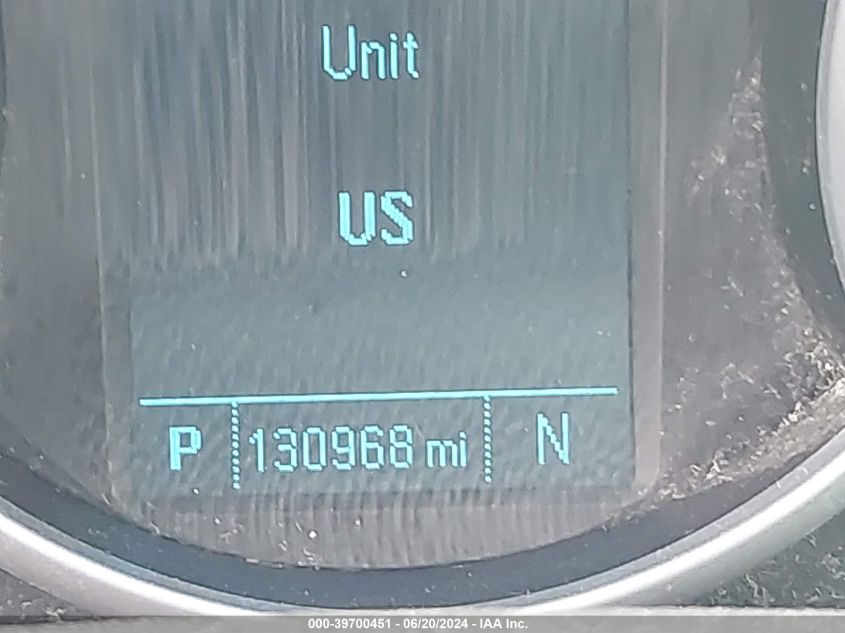 Unit
US
P 130968 mi N
000-39700451 - 06/20/2024 - IAA Inc.